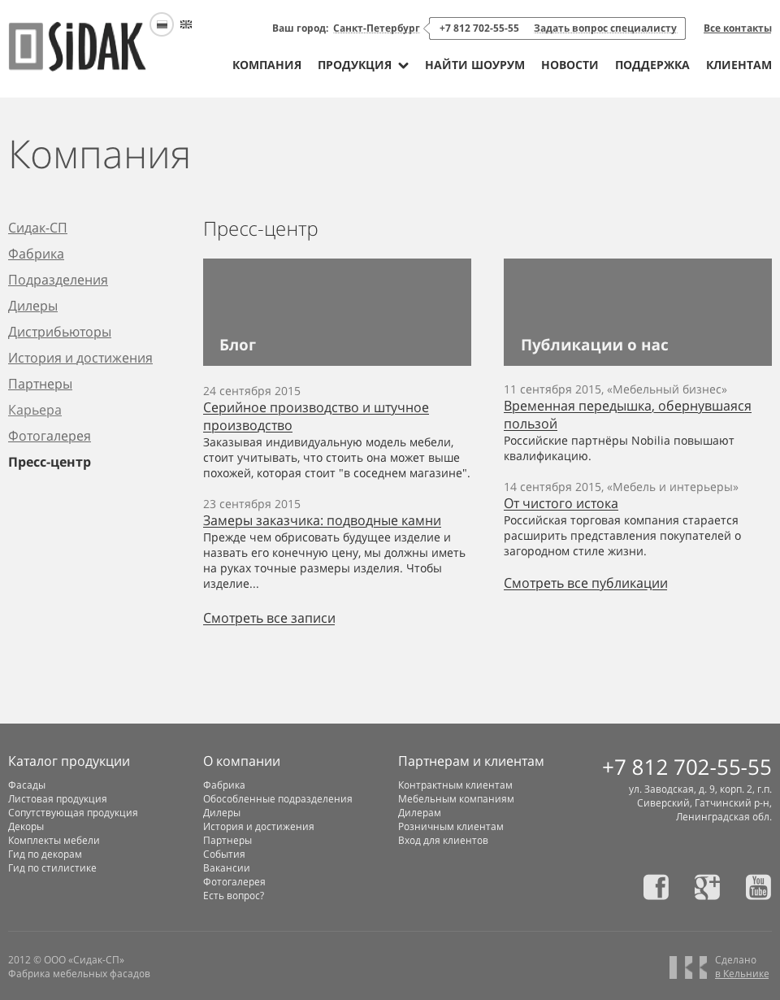 SiDAK
Ваш город: Санкт-Петербург
+7 812 702-55-55 Задать вопрос специалисту
Все контакты
КОМПАНИЯ ПРОДУКЦИЯ НАЙТИ ШОУРУМ НОВОСТИ ПОДДЕРЖКА КЛИЕНТАМ
Компания
Сидак-СП
Фабрика
Подразделения
Дилеры
Дистрибьюторы
История и достижения
Партнеры
Карьера
Фотогалерея
Пресс-центр
Пресс-центр
Блог
24 сентября 2015
Серийное производство и штучное
производство
Заказывая индивидуальную модель мебели,
стоит учитывать, что стоить она может выше
похожей, которая стоит "в соседнем магазине".
23 сентября 2015
Замеры заказчика: подводные камни
Прежде чем обрисовать будущее изделие и
назвать его конечную цену, мы должны иметь
на руках точные размеры изделия. Чтобы
изделие...
Смотреть все записи
Публикации о нас
11 сентября 2015, «Мебельный бизнес»
Временная передышка, обернувшаяся
пользой
Российские партнёры Nobilia повышают
квалификацию.
14 сентября 2015, «Мебель и интерьеры»
От чистого истока
Российская торговая компания старается
расширить представления покупателей о
загородном стиле жизни.
Смотреть все публикации
Каталог продукции
Фасады
Листовая продукция
Сопутствующая продукция
Декоры
Комплекты мебели
Гид по декорам
Гид по стилистике
О компании
Фабрика
Обособленные подразделения
Дилеры
История и достижения
Партнеры
События
Вакансии
Фотогалерея
Есть вопрос?
Партнерам и клиентам
Контрактным клиентам
Мебельным компаниям
Дилерам
Розничным клиентам
Вход для клиентов
+7 812 702-55-55
ул. Заводская, д. 9, корп. 2, г.п.
Сиверский, Гатчинский р-н,
Ленинградская обл.
You
Tube
2012 © ООО «Сидак-СП»
Фабрика мебельных фасадов
Сделано
в Кельнике